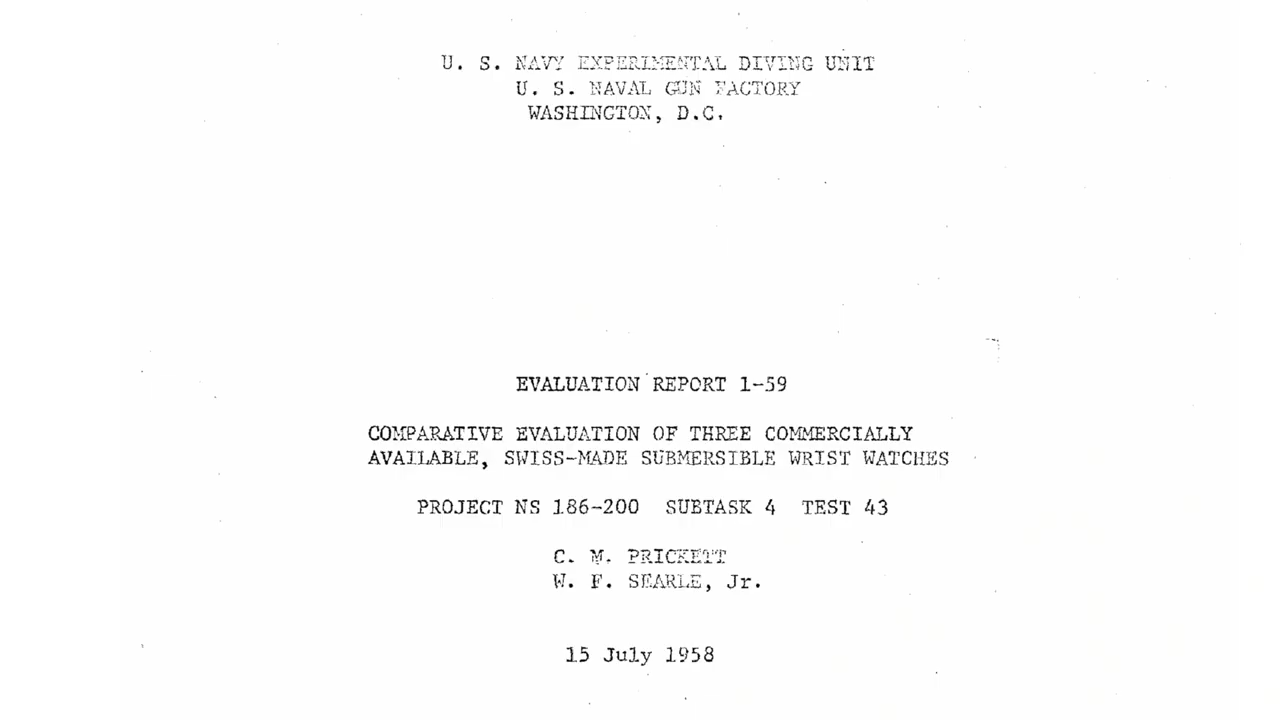 U. S. NAVY EXPERIMENTAL DIVING UNIT
U. S. NAVAL GUN FACTORY
WASHINGTON, D.C.
EVALUATION REPORT 1-59
COMPARATIVE EVALUATION OF THREE COMMERCIALLY
AVAILABLE, SWISS-MADE SUBMERSIBLE WRIST WATCHES
PROJECT NS 186-200 SUBTASK 4 TEST 43
C. M. PRICKETT
W. F. SEARLE, Jr.
15 July 1958